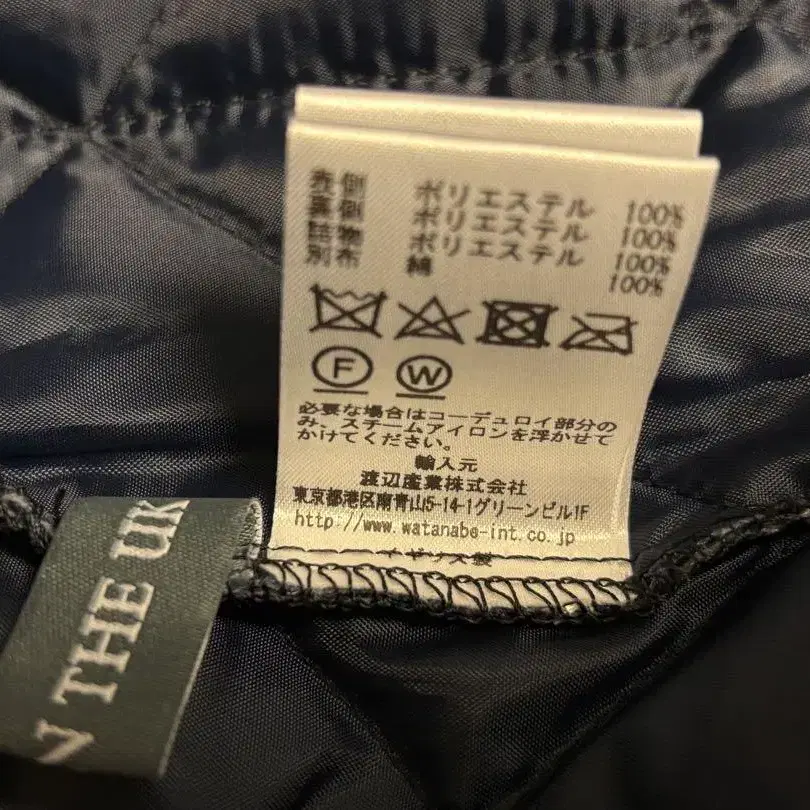 表側 ポリエステル 100%
裏側 ポリエステル 100%
詰物 ポリエステル 100%
別布 綿 100%
F W
必要な場合はコーデュロイ部分の
み、スチームアイロンを浮かせて
かけてください。
輸入元
渡辺産業株式会社
東京都港区南青山5-14-1グリーンビル1F
http://www.watanabe-int.co.jp
イギリス製
N THE UK